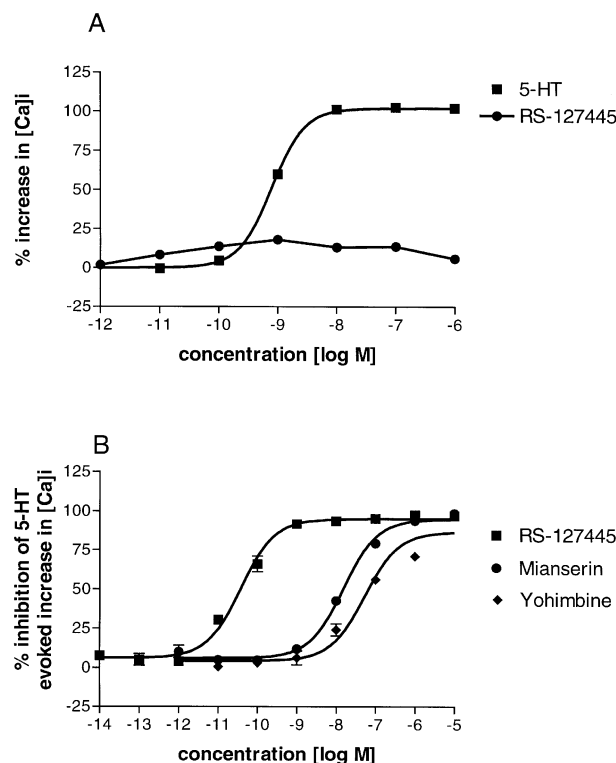 A
% increase in [Ca]i
125
100
75
50
25
0
-25
-12 -11 -10 -9 -8 -7 -6
concentration [log M]
5-HT
RS-127445
B
% inhibition of 5-HT
evoked increase in [Ca]i
125
100
75
50
25
0
-25
-14 -13 -12 -11 -10 -9 -8 -7 -6 -5
concentration [log M]
RS-127445
Mianserin
Yohimbine